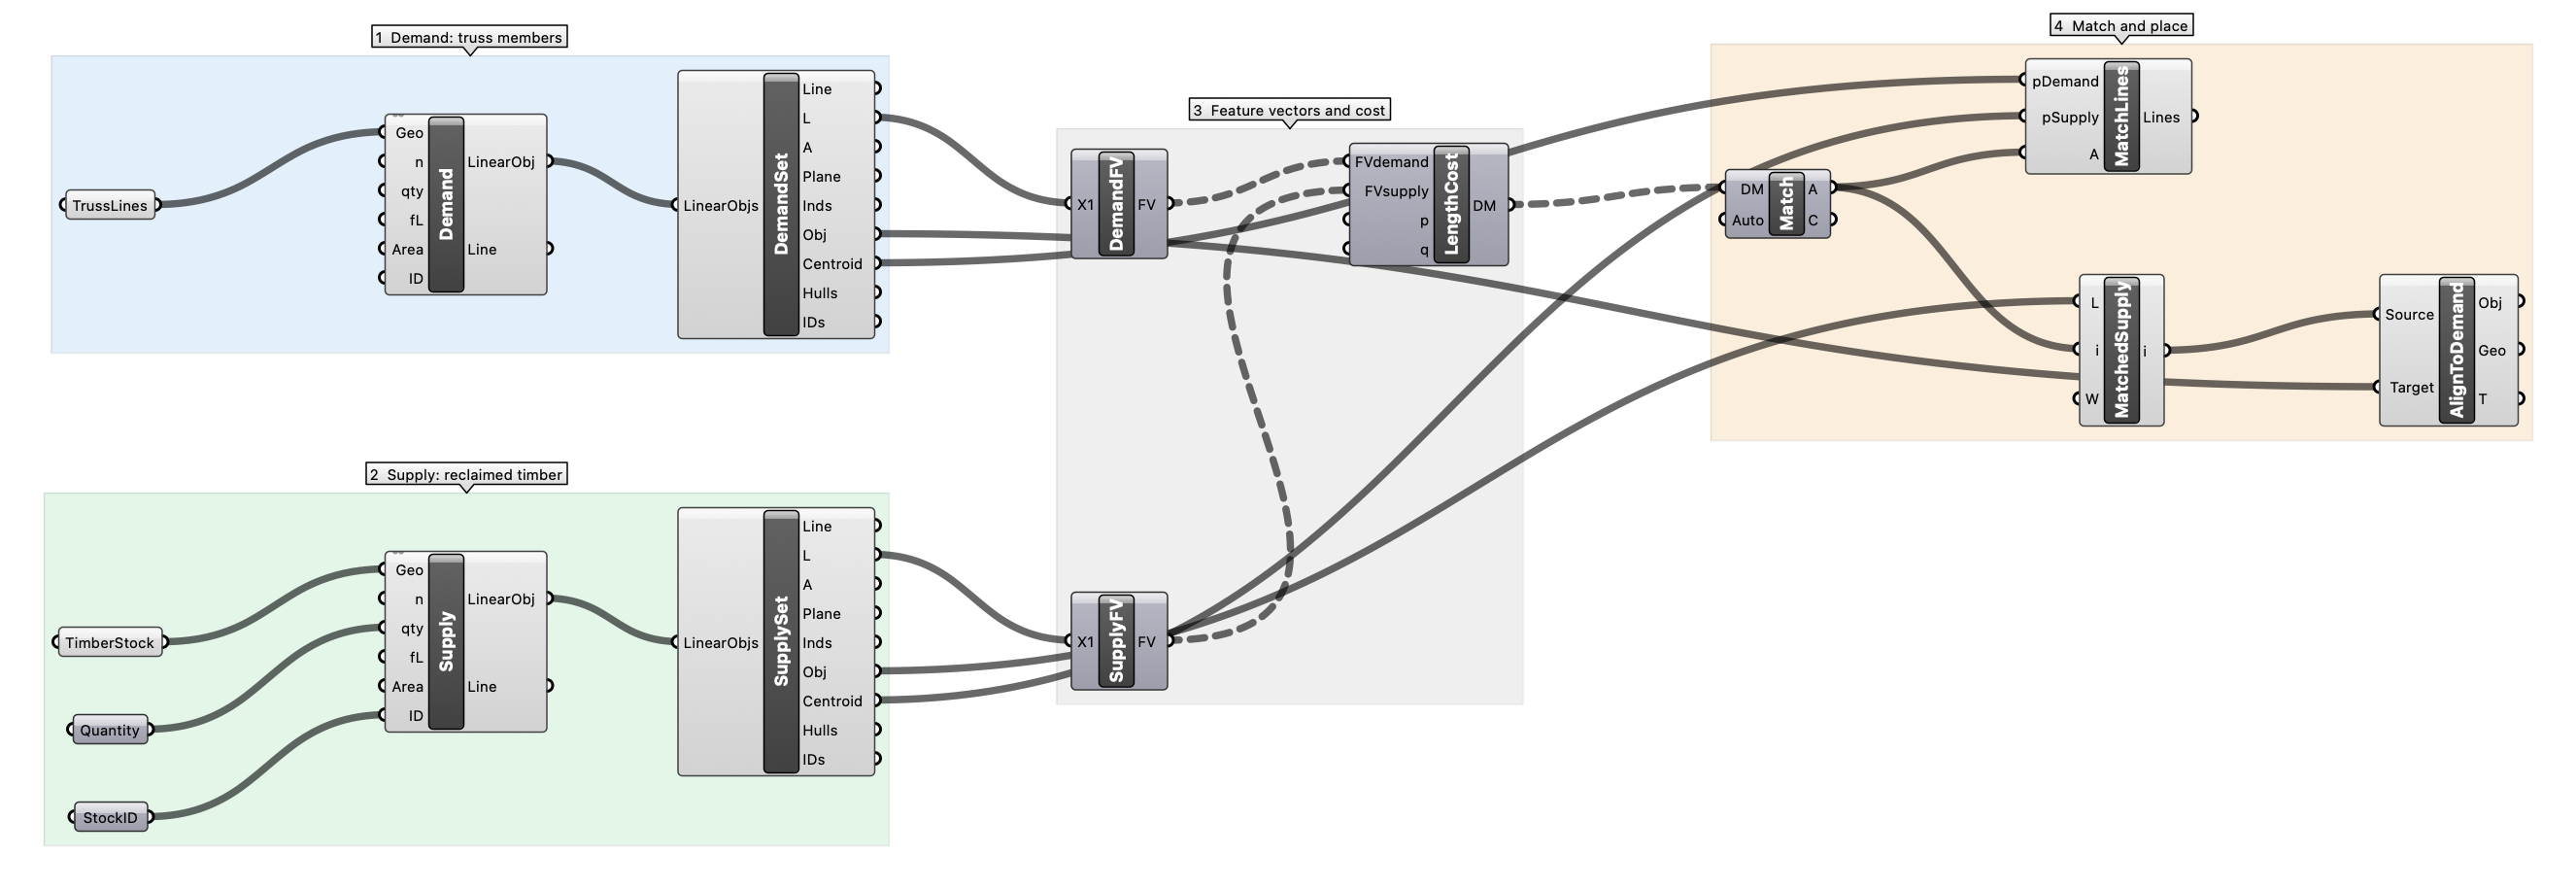 1 Demand: truss members
TrussLines
Geo
n
qty
fL
Area
ID
Demand
LinearObj
Line
LinearObjs
DemandSet
Line
L
A
Plane
Inds
Obj
Centroid
Hulls
IDs
2 Supply: reclaimed timber
TimberStock
Quantity
StockID
Geo
n
qty
fL
Area
ID
Supply
LinearObj
Line
LinearObjs
SupplySet
Line
L
A
Plane
Inds
Obj
Centroid
Hulls
IDs
3 Feature vectors and cost
X1
DemandFV
FV
FVdemand
FVsupply
p
q
LengthCost
DM
X1
SupplyFV
FV
4 Match and place
pDemand
pSupply
A
MatchLines
Lines
DM
Auto
Match
A
C
L
i
W
MatchedSupply
i
Source
Target
AlignToDemand
Obj
Geo
T